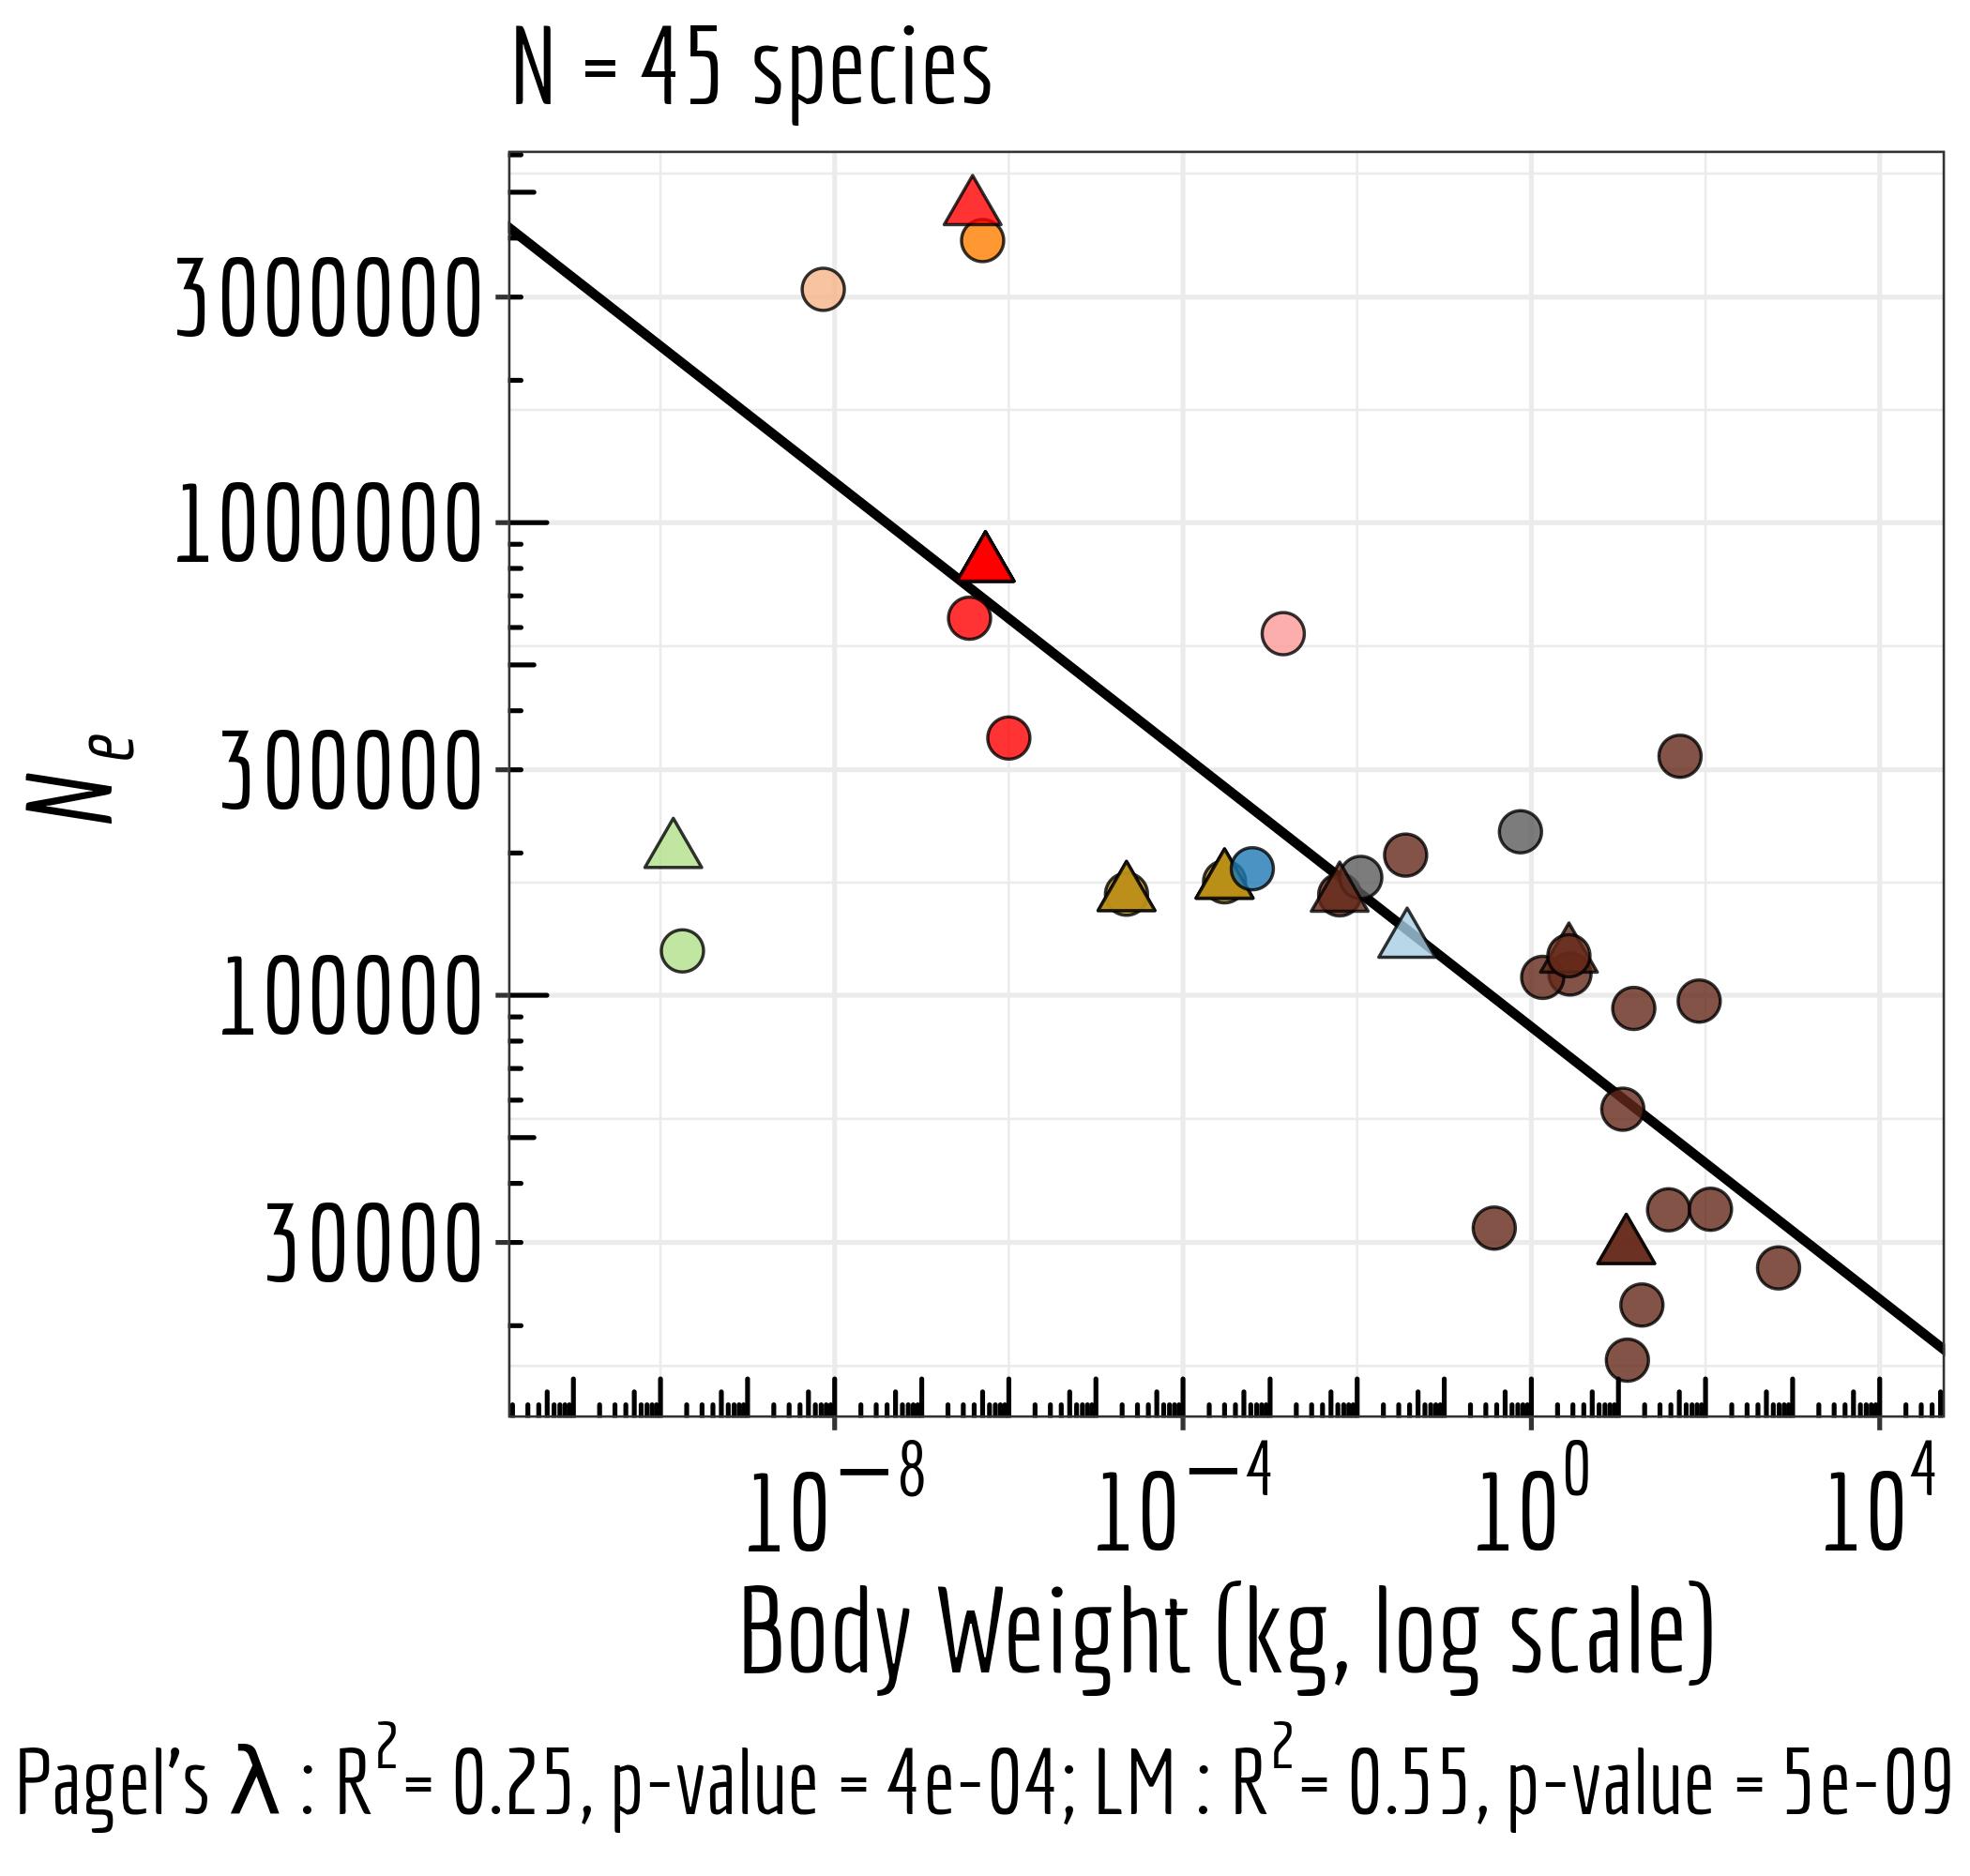 N = 45 species
3000000
1000000
300000
100000
30000
Nₑ
10⁻⁸ 10⁻⁴ 10⁰ 10⁴
Body Weight (kg, log scale)
Pagel's λ : R² = 0.25, p-value = 4e-04; LM : R² = 0.55, p-value = 5e-09